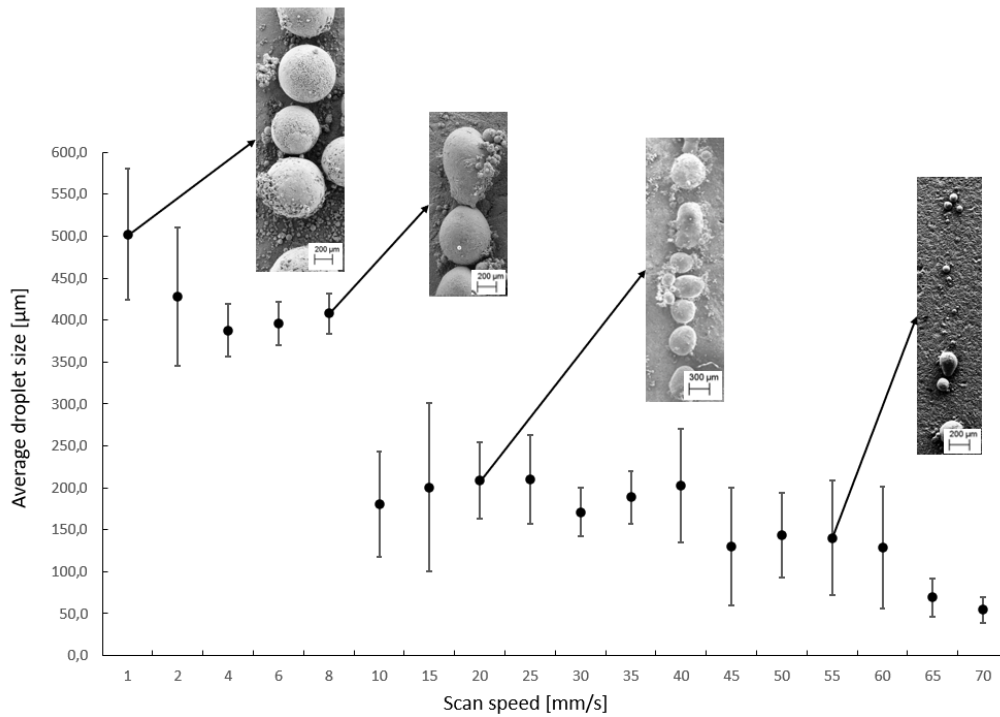 200 µm
200 µm
300 µm
200 µm
Average droplet size [µm]
600,0
550,0
500,0
450,0
400,0
350,0
300,0
250,0
200,0
150,0
100,0
50,0
0,0
1 2 4 6 8 10 15 20 25 30 35 40 45 50 55 60 65 70
Scan speed [mm/s]